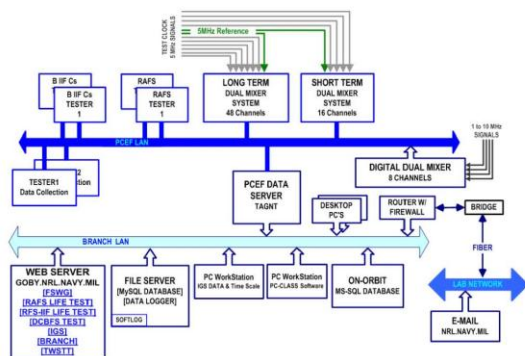 TEST CLOCK
5 MHz SIGNALS
5MHz Reference
B IIF Cs
B IIF Cs
TESTER
1
RAFS
RAFS
TESTER
1
LONG TERM
DUAL MIXER
SYSTEM
48 Channels
SHORT TERM
DUAL MIXER
SYSTEM
16 Channels
1 to 10 MHz
SIGNALS
PCEF LAN
TESTER1
Data Collection
DIGITAL DUAL MIXER
8 CHANNELS
PCEF DATA
SERVER
TAGNT
DESKTOP
PC'S
ROUTER W/
FIREWALL
BRIDGE
BRANCH LAN
FIBER
WEB SERVER
GOBY.NRL.NAVY.MIL
[FSWG]
[RAFS LIFE TEST]
[RFS-IIF LIFE TEST]
[DCBFS TEST]
[IGS]
[BRANCH]
[TWSTT]
FILE SERVER
[MySQL DATABASE]
[DATA LOGGER]
SOFTLOG
PC WorkStation
IGS DATA & Time Scale
PC WorkStation
PC-CLASS Software
ON-ORBIT
MS-SQL DATABASE
LAB NETWORK
E-MAIL
NRL.NAVY.MIL